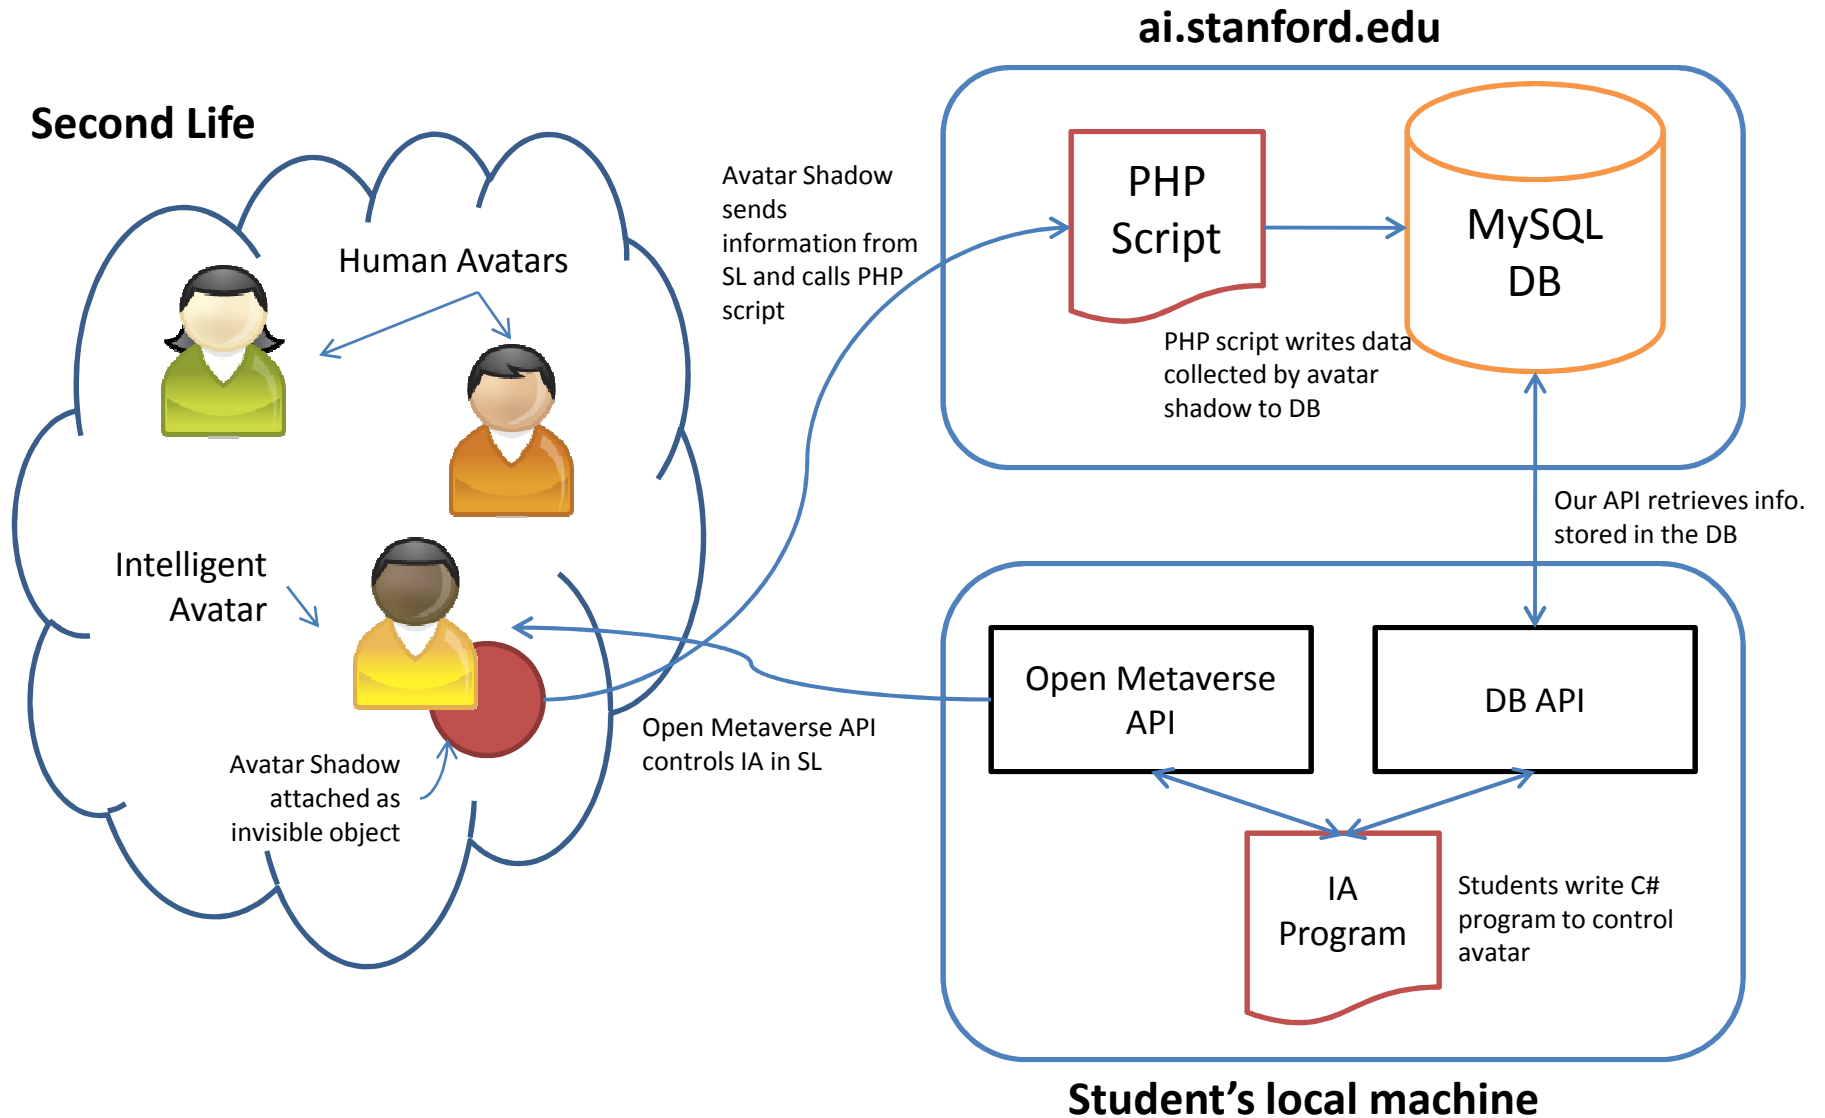 ai.stanford.edu
Second Life
Human Avatars
Intelligent
Avatar
Avatar Shadow
attached as
invisible object
Avatar Shadow
sends
information from
SL and calls PHP
script
Open Metaverse API
controls IA in SL
PHP
Script
MySQL
DB
PHP script writes data
collected by avatar
shadow to DB
Our API retrieves info.
stored in the DB
Open Metaverse
API
DB API
IA
Program
Students write C#
program to control
avatar
Student’s local machine